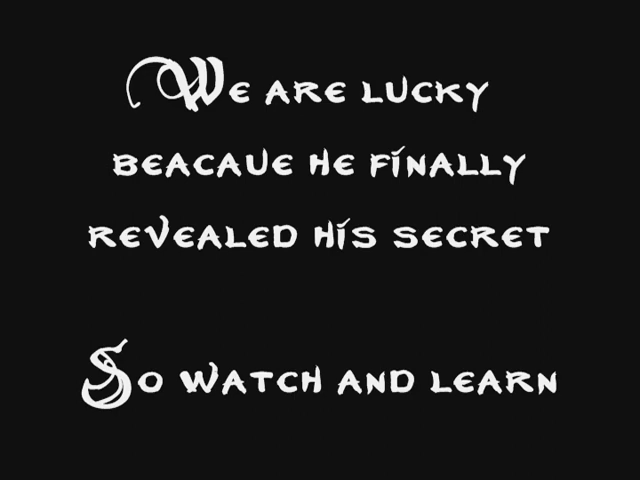 We are lucky
beacaue he finally
revealed his secret
So watch and learn